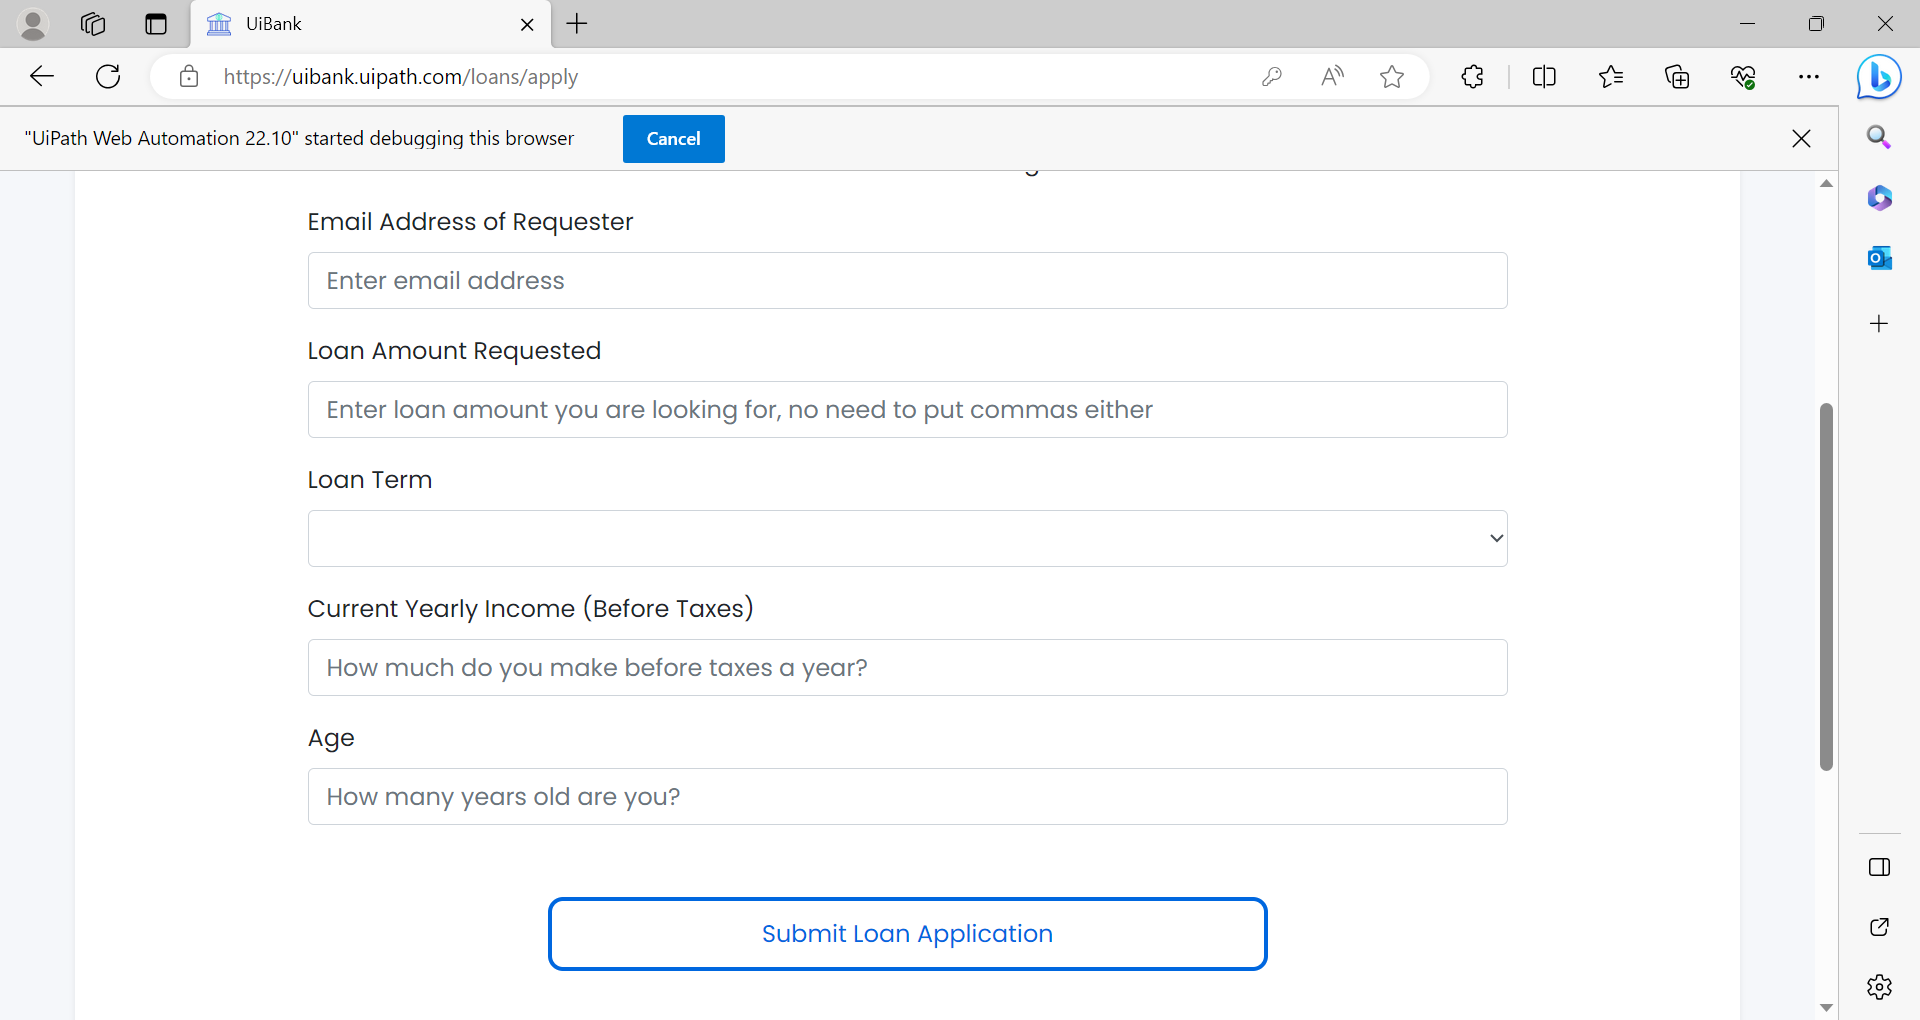 UiBank
https://uibank.uipath.com/loans/apply
"UiPath Web Automation 22.10" started debugging this browser
Cancel
Email Address of Requester
Enter email address
Loan Amount Requested
Enter loan amount you are looking for, no need to put commas either
Loan Term
Current Yearly Income (Before Taxes)
How much do you make before taxes a year?
Age
How many years old are you?
Submit Loan Application